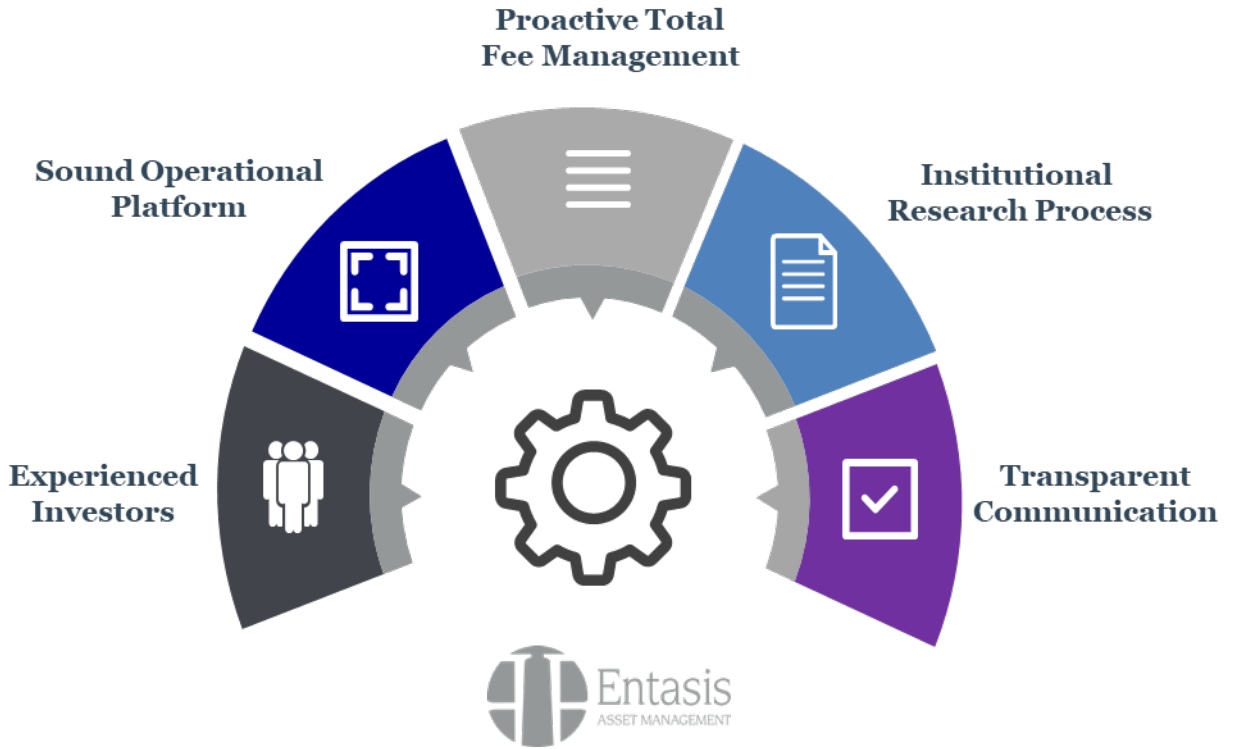 Proactive Total
Fee Management
Sound Operational
Platform
Institutional
Research Process
Experienced
Investors
Transparent
Communication
Entasis
ASSET MANAGEMENT